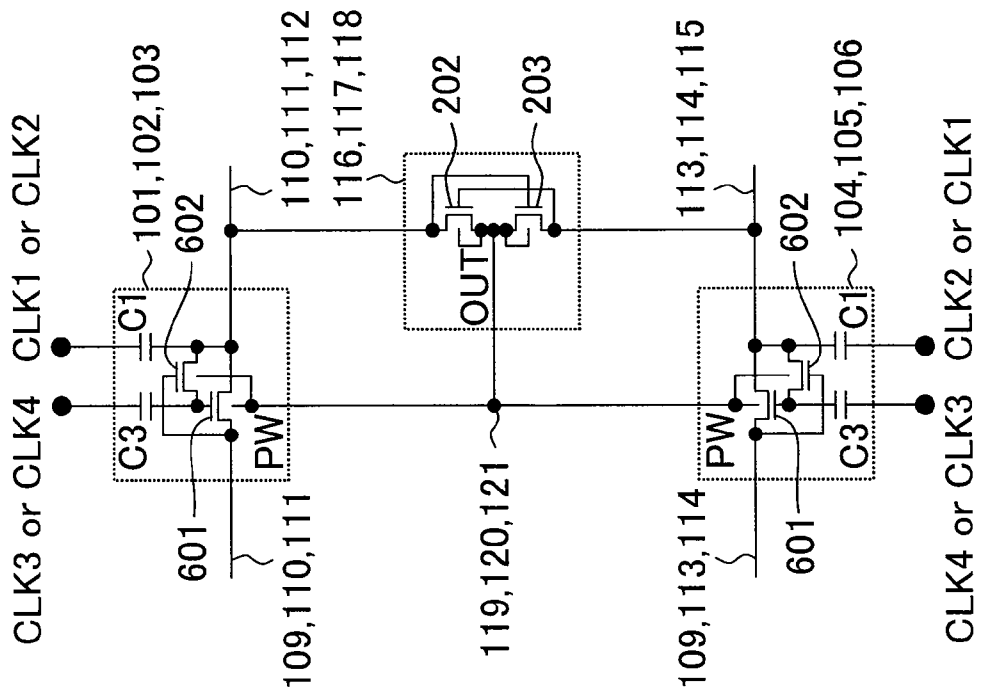 CLK3 or CLK4
CLK1 or CLK2
101,102,103
602
C1
C3
PW
601
109,110,111
110,111,112
116,117,118
202
203
OUT
119,120,121
113,114,115
104,105,106
602
C1
C3
PW
601
109,113,114
CLK4 or CLK3
CLK2 or CLK1